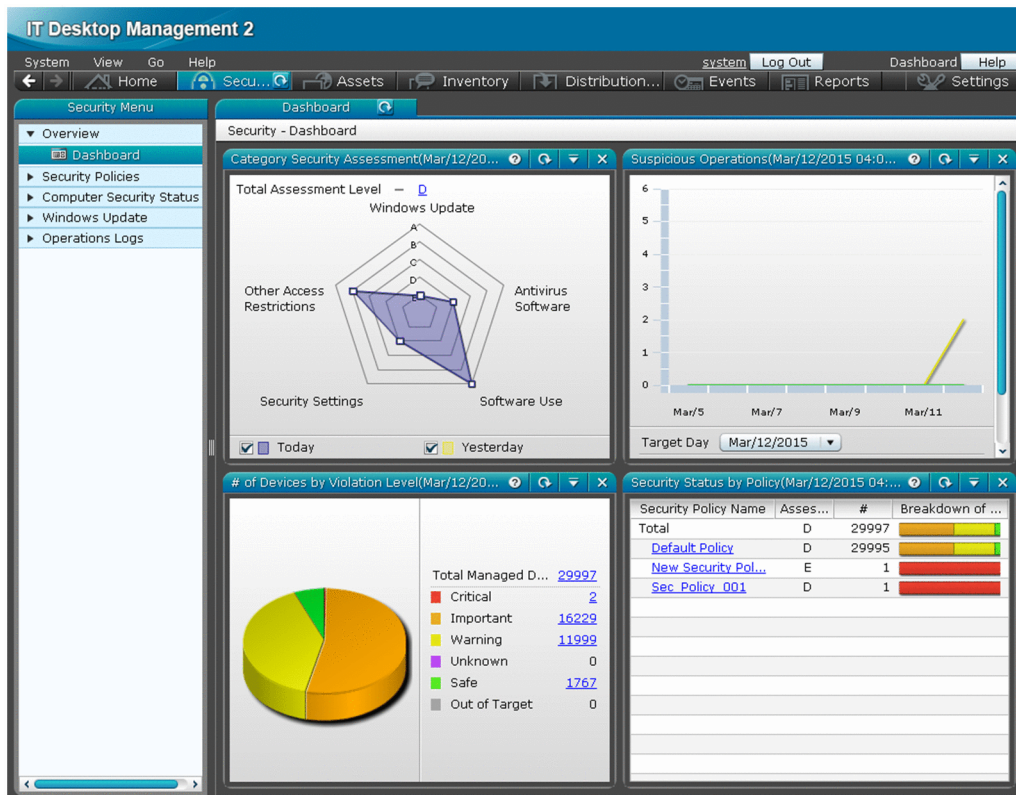 IT Desktop Management 2
System View Go Help
system Log Out Dashboard Help
Home Secu... Assets Inventory Distribution... Events Reports Settings
Security Menu
Overview
Dashboard
Security Policies
Computer Security Status
Windows Update
Operations Logs
Dashboard
Security - Dashboard
Category Security Assessment(Mar/12/20...
Total Assessment Level — D
Windows Update
A
B
C
D
E
Other Access
Restrictions
Antivirus
Software
Security Settings
Software Use
Today
Yesterday
Suspicious Operations(Mar/12/2015 04:0...
6
5
4
3
2
1
0
Mar/5 Mar/7 Mar/9 Mar/11
Target Day Mar/12/2015
# of Devices by Violation Level(Mar/12/20...
Total Managed D... 29997
Critical 2
Important 16229
Warning 11999
Unknown 0
Safe 1767
Out of Target 0
Security Status by Policy(Mar/12/2015 04:...
Security Policy Name Asses... # Breakdown of ...
Total D 29997
Default Policy D 29995
New Security Pol... E 1
Sec_Policy_001 D 1